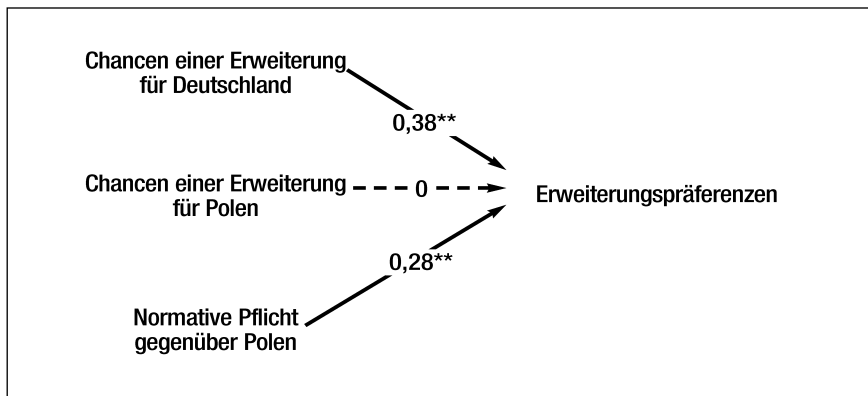 Chancen einer Erweiterung
für Deutschland
0,38**
Chancen einer Erweiterung
für Polen
0
Erweiterungspräferenzen
0,28**
Normative Pflicht
gegenüber Polen